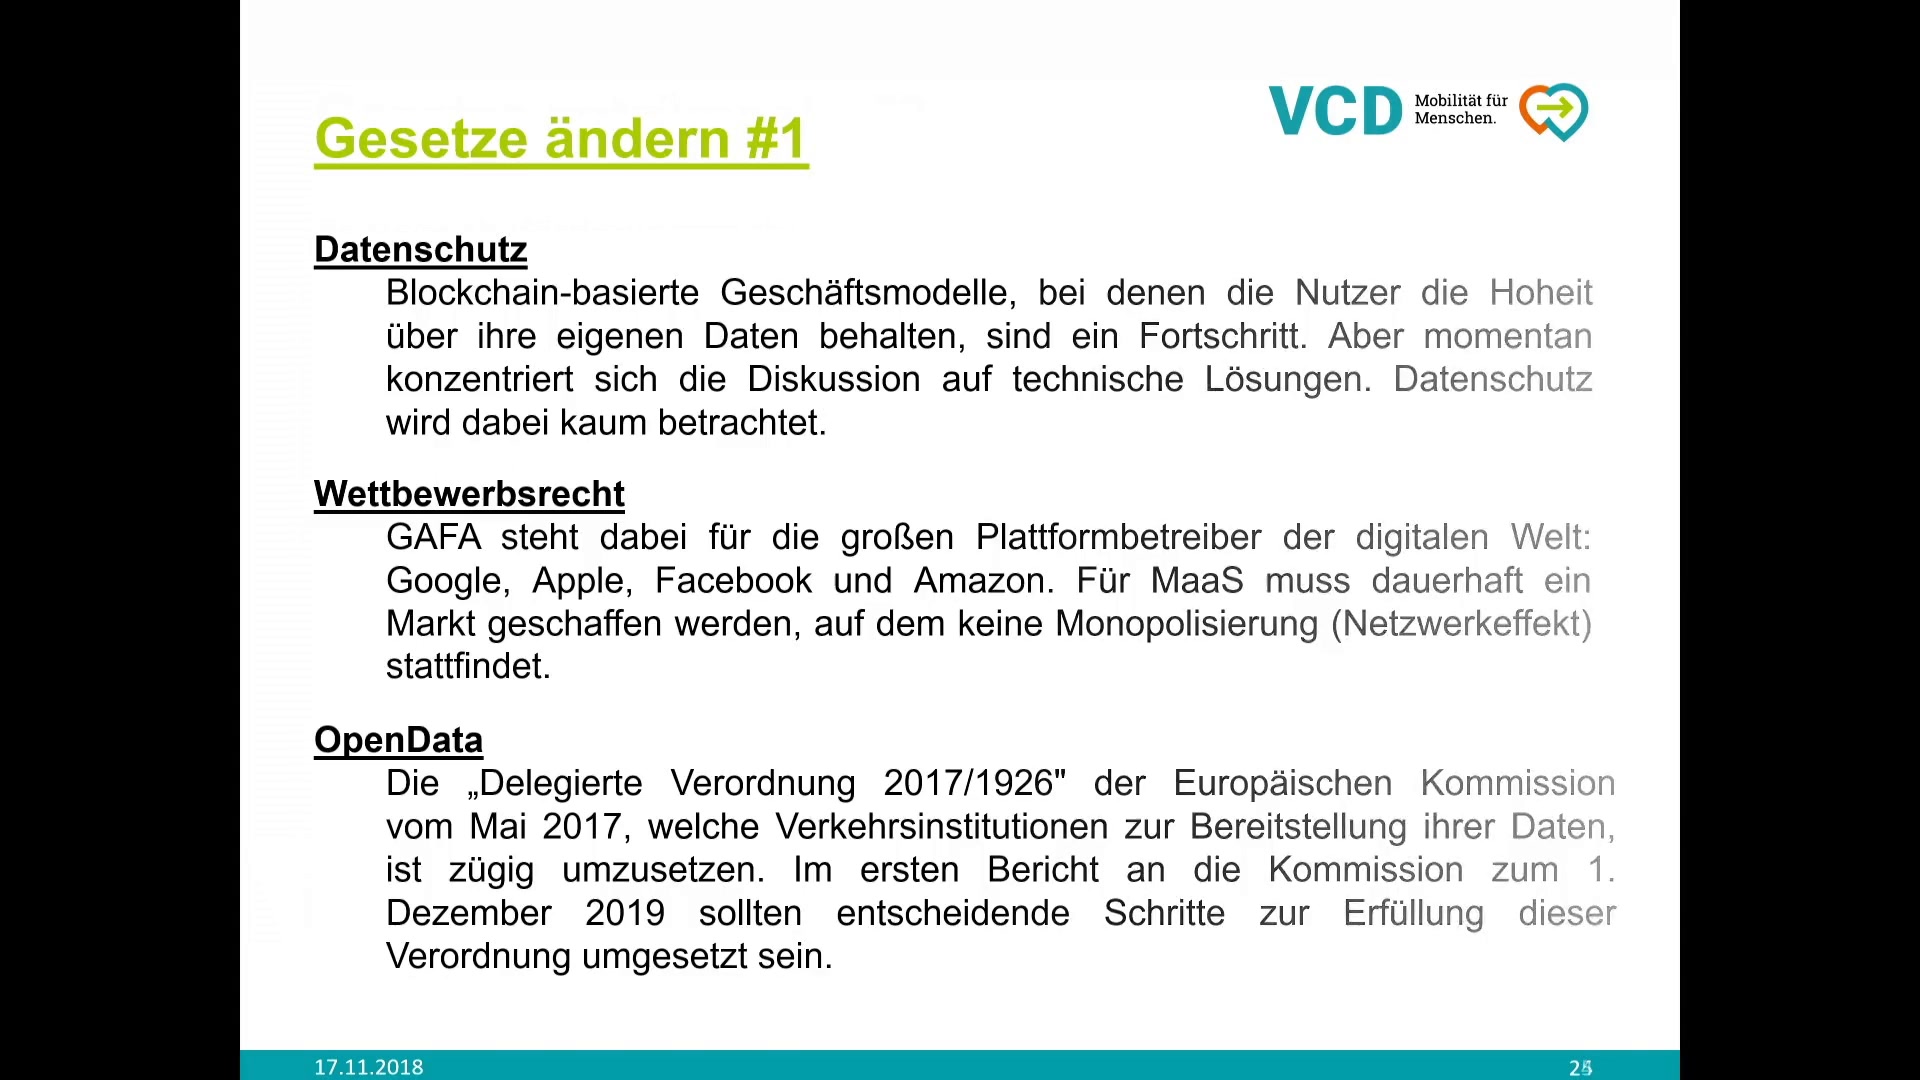 VCD Mobilität für
Menschen.
Gesetze ändern #1
Datenschutz
Blockchain-basierte Geschäftsmodelle, bei denen die Nutzer die Hoheit
über ihre eigenen Daten behalten, sind ein Fortschritt. Aber momentan
konzentriert sich die Diskussion auf technische Lösungen. Datenschutz
wird dabei kaum betrachtet.
Wettbewerbsrecht
GAFA steht dabei für die großen Plattformbetreiber der digitalen Welt:
Google, Apple, Facebook und Amazon. Für MaaS muss dauerhaft ein
Markt geschaffen werden, auf dem keine Monopolisierung (Netzwerkeffekt)
stattfindet.
OpenData
Die „Delegierte Verordnung 2017/1926" der Europäischen Kommission
vom Mai 2017, welche Verkehrsinstitutionen zur Bereitstellung ihrer Daten,
ist zügig umzusetzen. Im ersten Bericht an die Kommission zum 1.
Dezember 2019 sollten entscheidende Schritte zur Erfüllung dieser
Verordnung umgesetzt sein.
17.11.2018